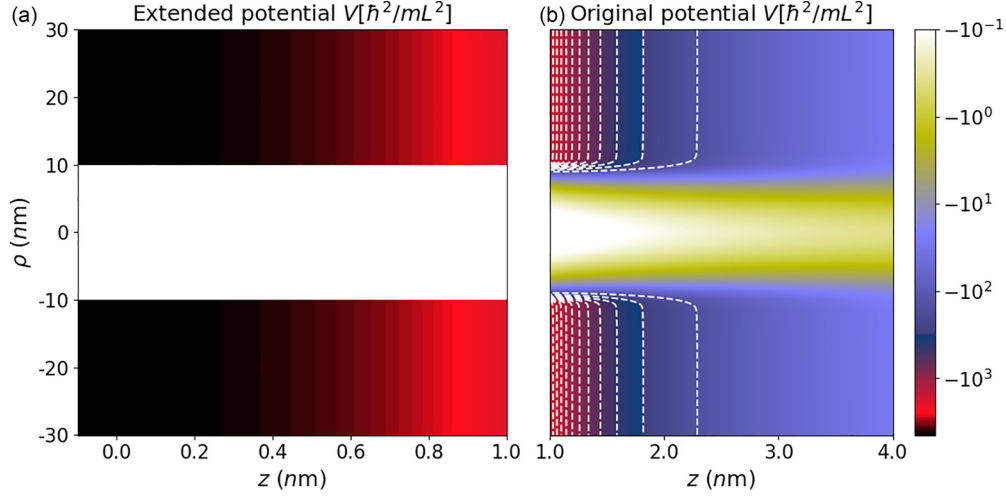 (a) Extended potential V[ħ²/mL²]
30
20
10
0
-10
-20
-30
ρ (nm)
0.0 0.2 0.4 0.6 0.8 1.0
z (nm)
(b) Original potential V[ħ²/mL²]
1.0 2.0 3.0 4.0
z (nm)
−10⁻¹
−10⁰
−10¹
−10²
−10³